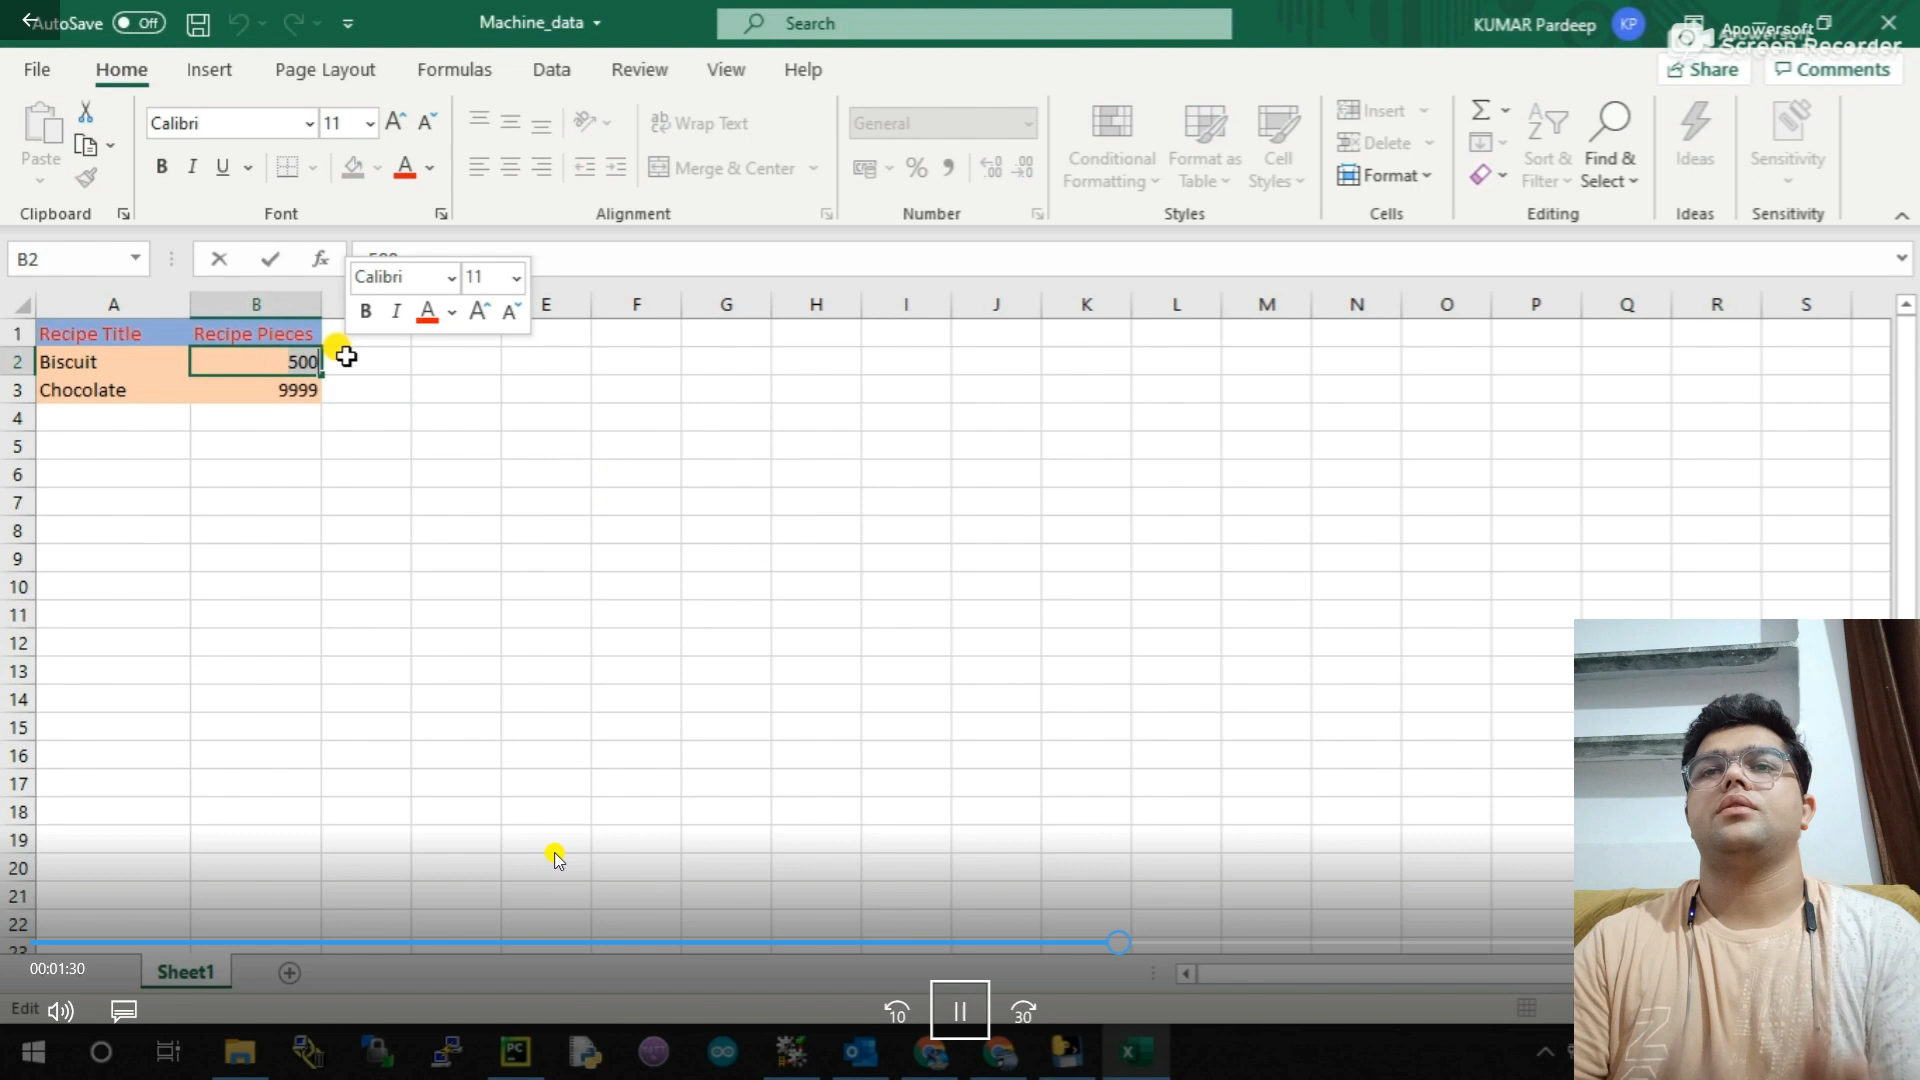 AutoSave Off Machine_data Search KUMAR Pardeep KP Apowersoft
Screen Recorder
File Home Insert Page Layout Formulas Data Review View Help Share Comments
Calibri 11 Wrap Text General Insert
Paste Conditional Format as Cell Delete Sort & Find & Ideas Sensitivity
B I U A Merge & Center % Formatting Table Styles Format Filter Select
Clipboard Font Alignment Number Styles Cells Editing Ideas Sensitivity
B2 fx
Calibri 11
B I A A A
A B E F G H I J K L M N O P Q R S
1 Recipe Title Recipe Pieces
2 Biscuit 500
3 Chocolate 9999
4
5
6
7
8
9
10
11
12
13
14
15
16
17
18
19
20
21
22
23
00:01:30 Sheet1
Edit 10 30
PC